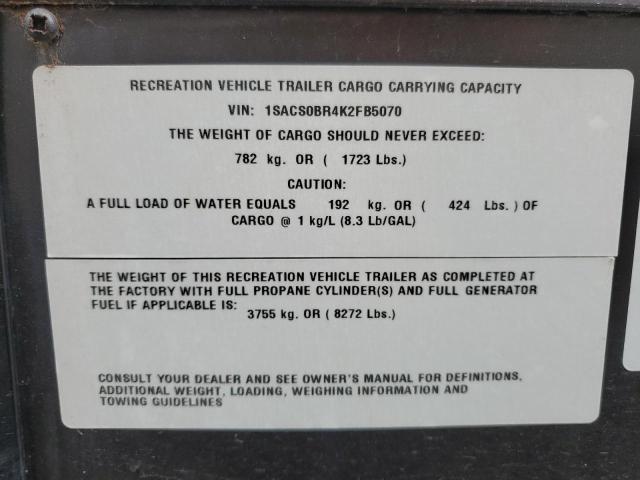 RECREATION VEHICLE TRAILER CARGO CARRYING CAPACITY
VIN: 1SACS0BR4K2FB5070
THE WEIGHT OF CARGO SHOULD NEVER EXCEED:
782 kg. OR ( 1723 Lbs.)
CAUTION:
A FULL LOAD OF WATER EQUALS 192 kg. OR ( 424 Lbs. ) OF
CARGO @ 1 kg/L (8.3 Lb/GAL)
THE WEIGHT OF THIS RECREATION VEHICLE TRAILER AS COMPLETED AT
THE FACTORY WITH FULL PROPANE CYLINDER(S) AND FULL GENERATOR
FUEL IF APPLICABLE IS:
3755 kg. OR ( 8272 Lbs.)
CONSULT YOUR DEALER AND SEE OWNER'S MANUAL FOR DEFINITIONS,
ADDITIONAL WEIGHT, LOADING, WEIGHING INFORMATION AND
TOWING GUIDELINES